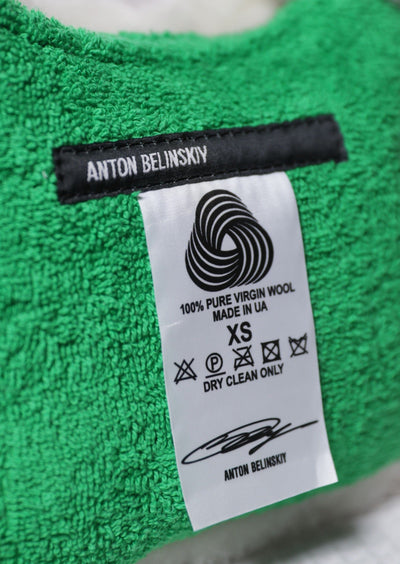 ANTON BELINSKIY
100% PURE VIRGIN WOOL
MADE IN UA
XS
P
DRY CLEAN ONLY
ANTON BELINSKIY